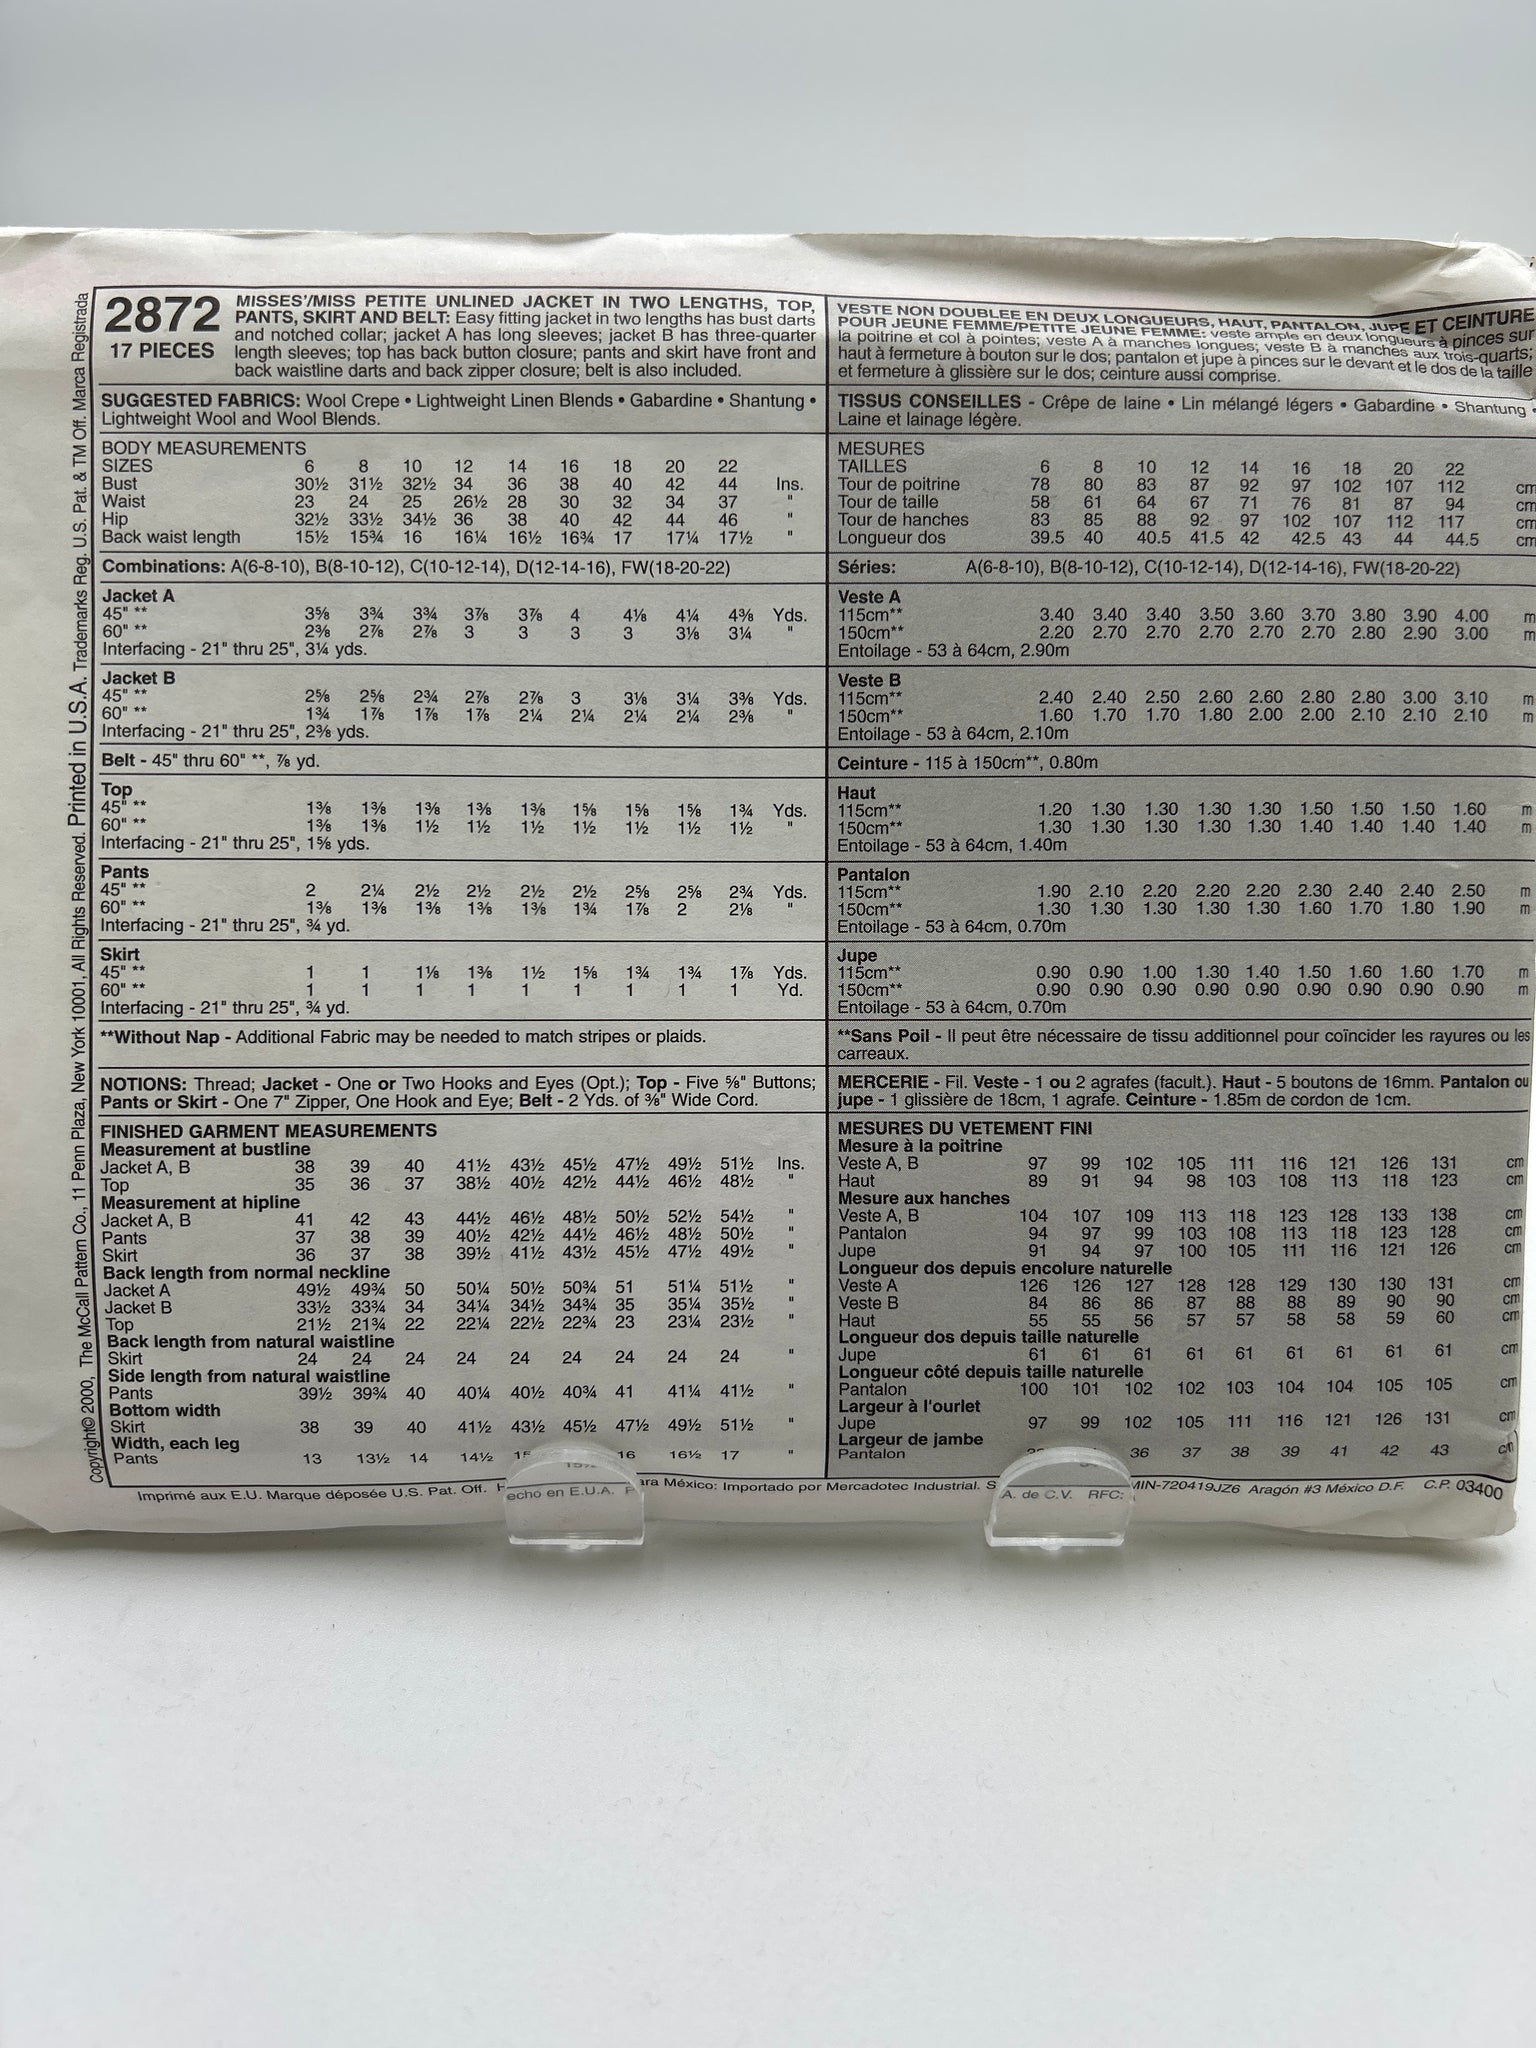 2872
17 PIECES
MISSES'/MISS PETITE UNLINED JACKET IN TWO LENGTHS, TOP,
PANTS, SKIRT AND BELT: Easy fitting jacket in two lengths has bust darts
and notched collar; jacket A has long sleeves; jacket B has three-quarter
length sleeves; top has back button closure; pants and skirt have front and
back waistline darts and back zipper closure; belt is also included.
SUGGESTED FABRICS: Wool Crepe • Lightweight Linen Blends • Gabardine • Shantung •
Lightweight Wool and Wool Blends.
BODY MEASUREMENTS
SIZES 6 8 10 12 14 16 18 20 22
Bust 30½ 31½ 32½ 34 36 38 40 42 44 Ins.
Waist 23 24 25 26½ 28 30 32 34 37 "
Hip 32½ 33½ 34½ 36 38 40 42 44 46 "
Back waist length 15½ 15¾ 16 16¼ 16½ 16¾ 17 17¼ 17½ "
Combinations: A(6-8-10), B(8-10-12), C(10-12-14), D(12-14-16), FW(18-20-22)
Jacket A
45" ** 3⅝ 3¾ 3¾ 3⅞ 3⅞ 4 4⅛ 4¼ 4⅜ Yds.
60" ** 2⅜ 2⅞ 2⅞ 3 3 3 3 3⅛ 3¼ "
Interfacing - 21" thru 25", 3¼ yds.
Jacket B
45" ** 2⅝ 2⅝ 2¾ 2⅞ 2⅞ 3 3⅛ 3¼ 3⅜ Yds.
60" ** 1¾ 1⅞ 1⅞ 1⅞ 2¼ 2¼ 2¼ 2¼ 2⅜ "
Interfacing - 21" thru 25", 2⅜ yds.
Belt - 45" thru 60" **, ⅞ yd.
Top
45" ** 1⅜ 1⅜ 1⅜ 1⅜ 1⅜ 1⅝ 1⅝ 1⅝ 1¾ Yds.
60" ** 1⅜ 1⅜ 1½ 1½ 1½ 1½ 1½ 1½ 1½ "
Interfacing - 21" thru 25", 1⅝ yds.
Pants
45" ** 2 2¼ 2½ 2½ 2½ 2½ 2⅝ 2⅝ 2¾ Yds.
60" ** 1⅜ 1⅜ 1⅜ 1⅜ 1⅜ 1¾ 1⅞ 2 2⅛ "
Interfacing - 21" thru 25", ¾ yd.
Skirt
45" ** 1 1 1⅛ 1⅜ 1½ 1⅝ 1¾ 1¾ 1⅞ Yds.
60" ** 1 1 1 1 1 1 1 1 1 Yd.
Interfacing - 21" thru 25", ¾ yd.
**Without Nap - Additional Fabric may be needed to match stripes or plaids.
NOTIONS: Thread; Jacket - One or Two Hooks and Eyes (Opt.); Top - Five ⅝" Buttons;
Pants or Skirt - One 7" Zipper, One Hook and Eye; Belt - 2 Yds. of ⅜" Wide Cord.
FINISHED GARMENT MEASUREMENTS
Measurement at bustline
Jacket A, B 38 39 40 41½ 43½ 45½ 47½ 49½ 51½ Ins.
Top 35 36 37 38½ 40½ 42½ 44½ 46½ 48½ "
Measurement at hipline
Jacket A, B 41 42 43 44½ 46½ 48½ 50½ 52½ 54½ "
Pants 37 38 39 40½ 42½ 44½ 46½ 48½ 50½ "
Skirt 36 37 38 39½ 41½ 43½ 45½ 47½ 49½ "
Back length from normal neckline
Jacket A 49½ 49¾ 50 50¼ 50½ 50¾ 51 51¼ 51½ "
Jacket B 33½ 33¾ 34 34¼ 34½ 34¾ 35 35¼ 35½ "
Top 21½ 21¾ 22 22¼ 22½ 22¾ 23 23¼ 23½ "
Back length from natural waistline
Skirt 24 24 24 24 24 24 24 24 24 "
Side length from natural waistline
Pants 39½ 39¾ 40 40¼ 40½ 40¾ 41 41¼ 41½ "
Bottom width
Skirt 38 39 40 41½ 43½ 45½ 47½ 49½ 51½ "
Width, each leg
Pants 13 13½ 14 14½ 15 15½ 16 16½ 17 "
VESTE NON DOUBLEE EN DEUX LONGUEURS, HAUT, PANTALON, JUPE ET CEINTURE
POUR JEUNE FEMME/PETITE JEUNE FEMME: veste ample en deux longueurs à pinces sur
la poitrine et col à pointes; veste A à manches longues; veste B à manches aux trois-quarts;
haut à fermeture à bouton sur le dos; pantalon et jupe à pinces sur le devant et le dos de la taille
et fermeture à glissière sur le dos; ceinture aussi comprise.
TISSUS CONSEILLES - Crêpe de laine • Lin mélangé légers • Gabardine • Shantung •
Laine et lainage légère.
MESURES
TAILLES 6 8 10 12 14 16 18 20 22
Tour de poitrine 78 80 83 87 92 97 102 107 112 cm
Tour de taille 58 61 64 67 71 76 81 87 94 cm
Tour de hanches 83 85 88 92 97 102 107 112 117 cm
Longueur dos 39.5 40 40.5 41.5 42 42.5 43 44 44.5 cm
Séries: A(6-8-10), B(8-10-12), C(10-12-14), D(12-14-16), FW(18-20-22)
Veste A
115cm** 3.40 3.40 3.40 3.50 3.60 3.70 3.80 3.90 4.00 m
150cm** 2.20 2.70 2.70 2.70 2.70 2.70 2.80 2.90 3.00 m
Entoilage - 53 à 64cm, 2.90m
Veste B
115cm** 2.40 2.40 2.50 2.60 2.60 2.80 2.80 3.00 3.10 m
150cm** 1.60 1.70 1.70 1.80 2.00 2.00 2.10 2.10 2.10 m
Entoilage - 53 à 64cm, 2.10m
Ceinture - 115 à 150cm**, 0.80m
Haut
115cm** 1.20 1.30 1.30 1.30 1.30 1.50 1.50 1.50 1.60 m
150cm** 1.30 1.30 1.30 1.30 1.30 1.40 1.40 1.40 1.40 m
Entoilage - 53 à 64cm, 1.40m
Pantalon
115cm** 1.90 2.10 2.20 2.20 2.20 2.30 2.40 2.40 2.50 m
150cm** 1.30 1.30 1.30 1.30 1.30 1.60 1.70 1.80 1.90 m
Entoilage - 53 à 64cm, 0.70m
Jupe
115cm** 0.90 0.90 1.00 1.30 1.40 1.50 1.60 1.60 1.70 m
150cm** 0.90 0.90 0.90 0.90 0.90 0.90 0.90 0.90 0.90 m
Entoilage - 53 à 64cm, 0.70m
**Sans Poil - Il peut être nécessaire de tissu additionnel pour coïncider les rayures ou les
carreaux.
MERCERIE - Fil. Veste - 1 ou 2 agrafes (facult.). Haut - 5 boutons de 16mm. Pantalon ou
jupe - 1 glissière de 18cm, 1 agrafe. Ceinture - 1.85m de cordon de 1cm.
MESURES DU VETEMENT FINI
Mesure à la poitrine
Veste A, B 97 99 102 105 111 116 121 126 131 cm
Haut 89 91 94 98 103 108 113 118 123 cm
Mesure aux hanches
Veste A, B 104 107 109 113 118 123 128 133 138 cm
Pantalon 94 97 99 103 108 113 118 123 128 cm
Jupe 91 94 97 100 105 111 116 121 126 cm
Longueur dos depuis encolure naturelle
Veste A 126 126 127 128 128 129 130 130 131 cm
Veste B 84 86 86 87 88 88 89 90 90 cm
Haut 55 55 56 57 57 58 58 59 60 cm
Longueur dos depuis taille naturelle
Jupe 61 61 61 61 61 61 61 61 61 cm
Longueur côté depuis taille naturelle
Pantalon 100 101 102 102 103 104 104 105 105 cm
Largeur à l'ourlet
Jupe 97 99 102 105 111 116 121 126 131 cm
Largeur de jambe
Pantalon 36 37 38 39 41 42 43 cm
Imprimé aux E.U. Marque déposée U.S. Pat. Off. Hecho en E.U.A. Para México: Importado por Mercadotec Industrial. S.A. de C.V. RFC: MIN-720419JZ6 Aragón #3 México D.F. C.P. 03400
Copyright© 2000, The McCall Pattern Co., 11 Penn Plaza, New York 10001, All Rights Reserved. Printed in U.S.A. Trademarks Reg. U.S. Pat. & TM Off. Marca Registrada